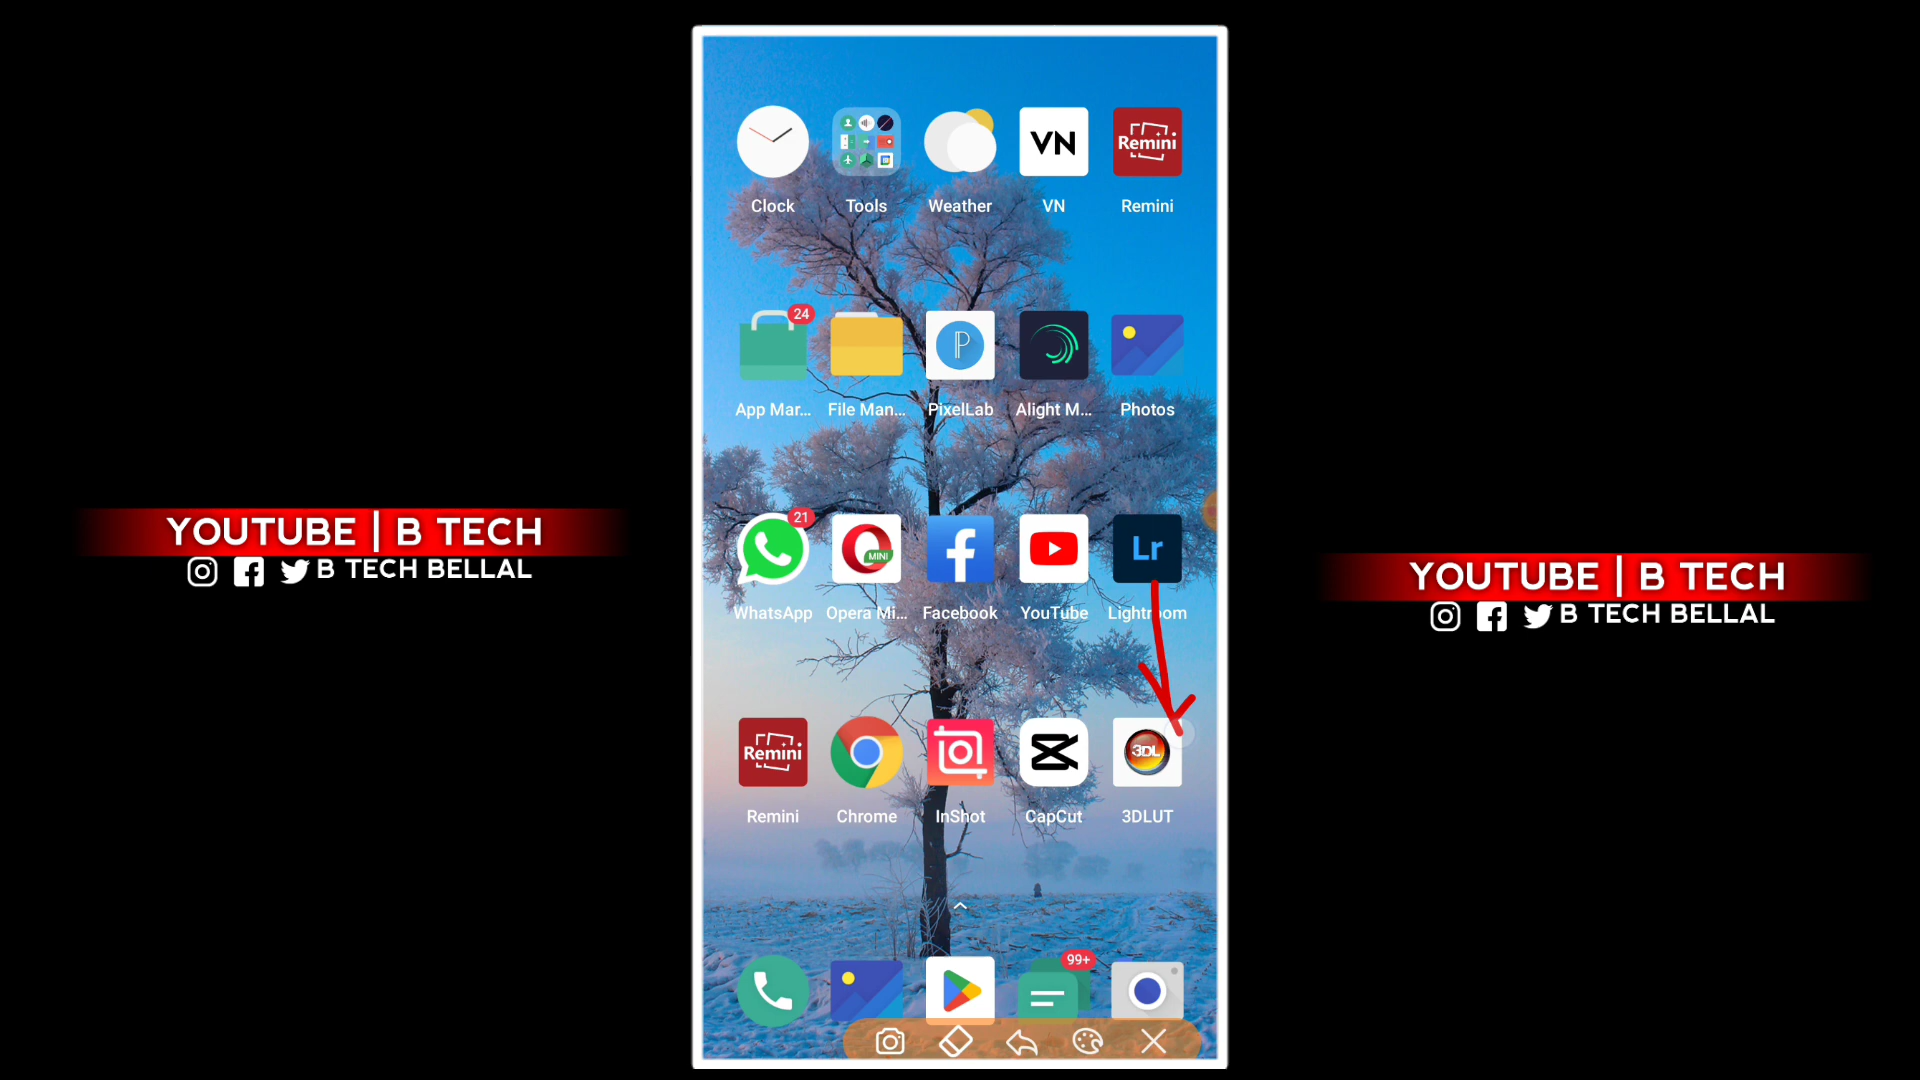 VN
Remini
Clock
Tools
Weather
VN
Remini
24
P
App Mar...
File Man...
PixelLab
Alight M...
Photos
21
MINI
Lr
WhatsApp
Opera Mi...
Facebook
YouTube
Lightroom
YOUTUBE | B TECH
B TECH BELLAL
YOUTUBE | B TECH
B TECH BELLAL
Remini
3DL
Remini
Chrome
InShot
CapCut
3DLUT
99+